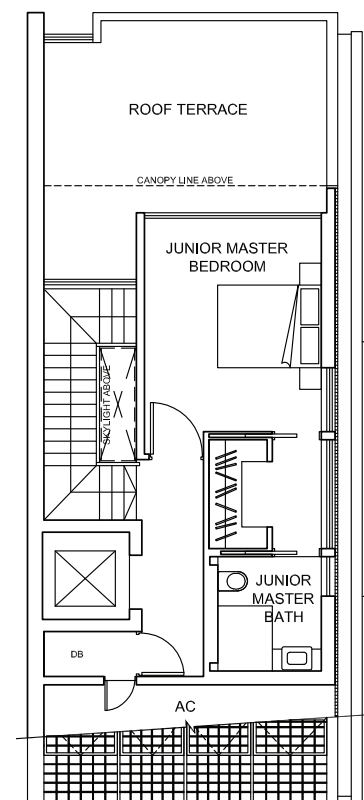 ROOF TERRACE
CANOPY LINE ABOVE
JUNIOR MASTER
BEDROOM
SKYLIGHT ABOVE
JUNIOR
MASTER
BATH
DB
AC